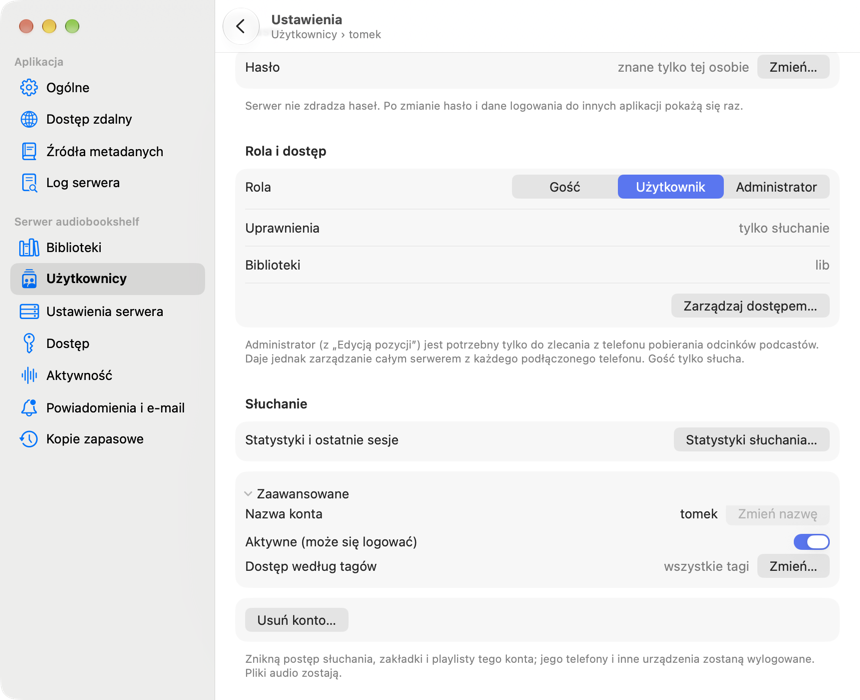 Ustawienia
Użytkownicy › tomek
Aplikacja
Ogólne
Dostęp zdalny
Źródła metadanych
Log serwera
Serwer audiobookshelf
Biblioteki
Użytkownicy
Ustawienia serwera
Dostęp
Aktywność
Powiadomienia i e-mail
Kopie zapasowe
Hasło znane tylko tej osobie Zmień...
Serwer nie zdradza haseł. Po zmianie hasło i dane logowania do innych aplikacji pokażą się raz.
Rola i dostęp
Rola Gość Użytkownik Administrator
Uprawnienia tylko słuchanie
Biblioteki lib
Zarządzaj dostępem...
Administrator (z „Edycją pozycji”) jest potrzebny tylko do zlecania z telefonu pobierania odcinków podcastów.
Daje jednak zarządzanie całym serwerem z każdego podłączonego telefonu. Gość tylko słucha.
Słuchanie
Statystyki i ostatnie sesje Statystyki słuchania...
Zaawansowane
Nazwa konta tomek Zmień nazwę
Aktywne (może się logować)
Dostęp według tagów wszystkie tagi Zmień...
Usuń konto...
Znikną postęp słuchania, zakładki i playlisty tego konta; jego telefony i inne urządzenia zostaną wylogowane.
Pliki audio zostają.